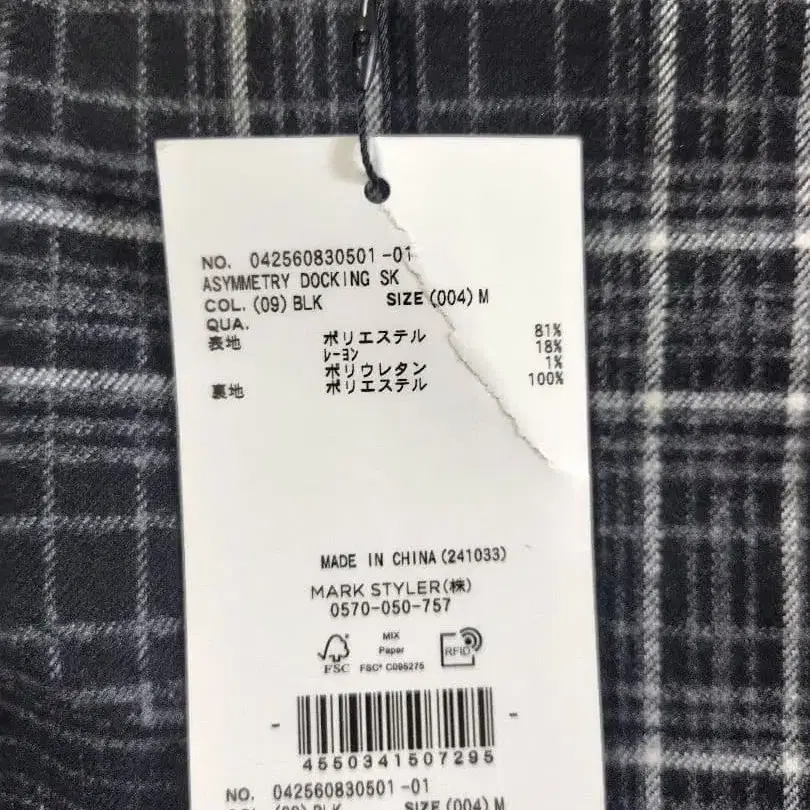 NO. 042560830501-01
ASYMMETRY DOCKING SK
COL. (09) BLK SIZE (004) M
QUA.
表地 ポリエステル 81%
レーヨン 18%
ポリウレタン 1%
裏地 ポリエステル 100%
MADE IN CHINA (241033)
MARK STYLER(株)
0570-050-757
FSC
MIX
Paper
FSC® C095275
RFID
4550341507295
NO. 042560830501-01
COL. (09) BLK SIZE (004) M